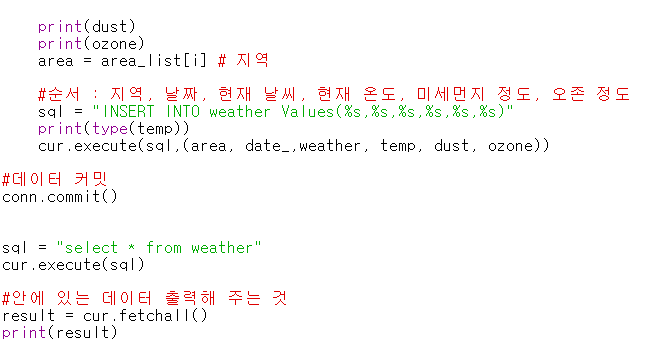 print(dust)
print(ozone)
area = area_list[i] # 지역
#순서 : 지역, 날짜, 현재 날씨, 현재 온도, 미세먼지 정도, 오존 정도
sql = "INSERT INTO weather Values(%s,%s,%s,%s,%s,%s)"
print(type(temp))
cur.execute(sql,(area, date_,weather, temp, dust, ozone))
#데이터 커밋
conn.commit()
sql = "select * from weather"
cur.execute(sql)
#안에 있는 데이터 출력해 주는 것
result = cur.fetchall()
print(result)